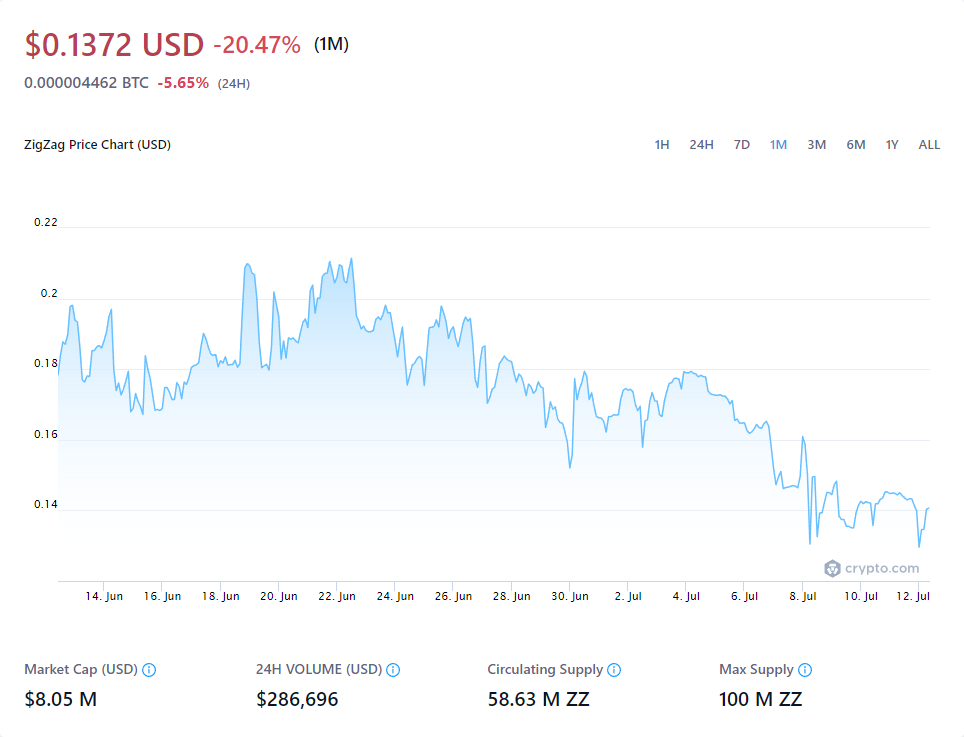 $0.1372 USD -20.47% (1M)
0.000004462 BTC -5.65% (24H)
ZigZag Price Chart (USD) 1H 24H 7D 1M 3M 6M 1Y ALL
0.22
0.2
0.18
0.16
0.14
crypto.com
14. Jun 16. Jun 18. Jun 20. Jun 22. Jun 24. Jun 26. Jun 28. Jun 30. Jun 2. Jul 4. Jul 6. Jul 8. Jul 10. Jul 12. Jul
Market Cap (USD) 24H VOLUME (USD) Circulating Supply Max Supply
$8.05 M $286,696 58.63 M ZZ 100 M ZZ